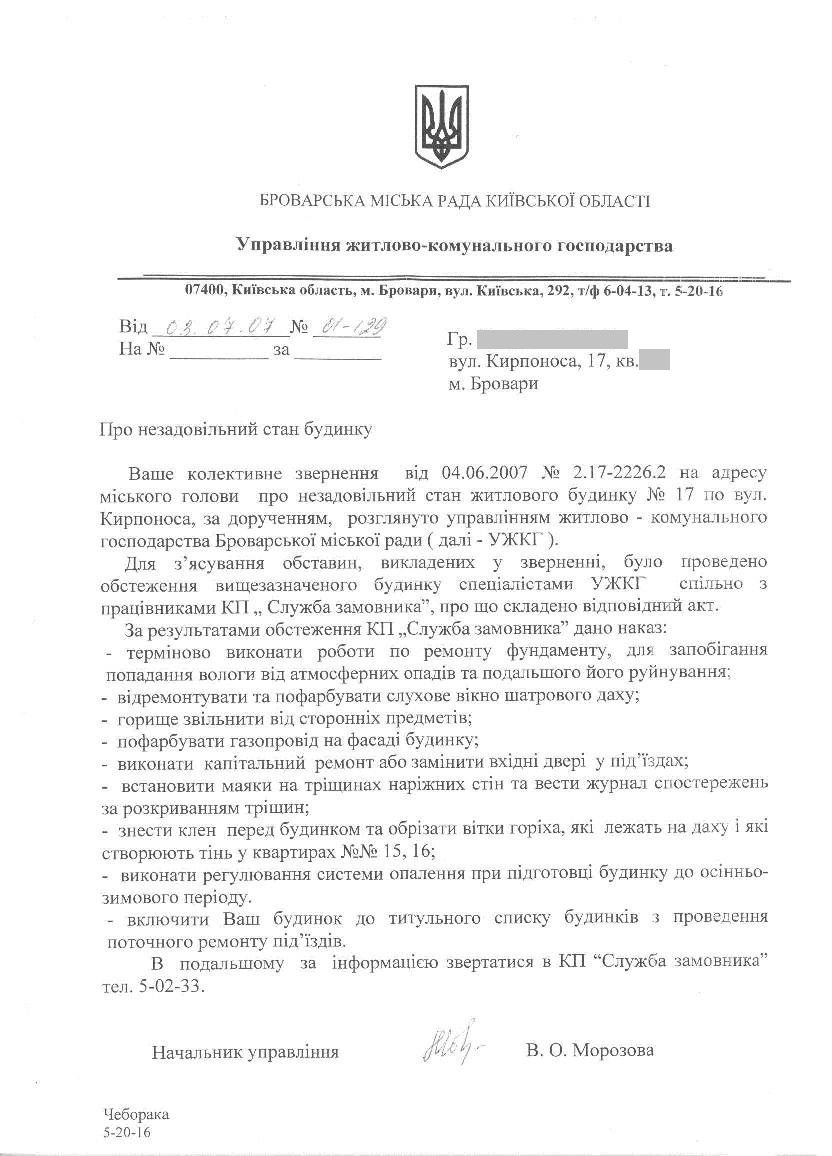 БРОВАРСЬКА МІСЬКА РАДА КИЇВСЬКОЇ ОБЛАСТІ
Управління житлово-комунального господарства
07400, Київська область, м. Бровари, вул. Київська, 292, т/ф 6-04-13, т. 5-20-16
Від 03.07.07 № 01-129
На № __________ за __________
Гр.
вул. Кирпоноса, 17, кв.
м. Бровари
Про незадовільний стан будинку
Ваше колективне звернення від 04.06.2007 № 2.17-2226.2 на адресу
міського голови про незадовільний стан житлового будинку № 17 по вул.
Кирпоноса, за дорученням, розглянуто управлінням житлово - комунального
господарства Броварської міської ради ( далі - УЖКГ ).
Для з’ясування обставин, викладених у зверненні, було проведено
обстеження вищезазначеного будинку спеціалістами УЖКГ спільно з
працівниками КП „ Служба замовника”, про що складено відповідний акт.
За результатами обстеження КП „Служба замовника” дано наказ:
- терміново виконати роботи по ремонту фундаменту, для запобігання
попадання вологи від атмосферних опадів та подальшого його руйнування;
- відремонтувати та пофарбувати слухове вікно шатрового даху;
- горище звільнити від сторонніх предметів;
- пофарбувати газопровід на фасаді будинку;
- виконати капітальний ремонт або замінити вхідні двері у під’їздах;
- встановити маяки на тріщинах наріжних стін та вести журнал спостережень
за розкриванням тріщин;
- знести клен перед будинком та обрізати вітки горіха, які лежать на даху і які
створюють тінь у квартирах №№ 15, 16;
- виконати регулювання системи опалення при підготовці будинку до осінньо-
зимового періоду.
- включити Ваш будинок до титульного списку будинків з проведення
поточного ремонту під’їздів.
В подальшому за інформацією звертатися в КП “Служба замовника”
тел. 5-02-33.
Начальник управління В. О. Морозова
Чеборака
5-20-16